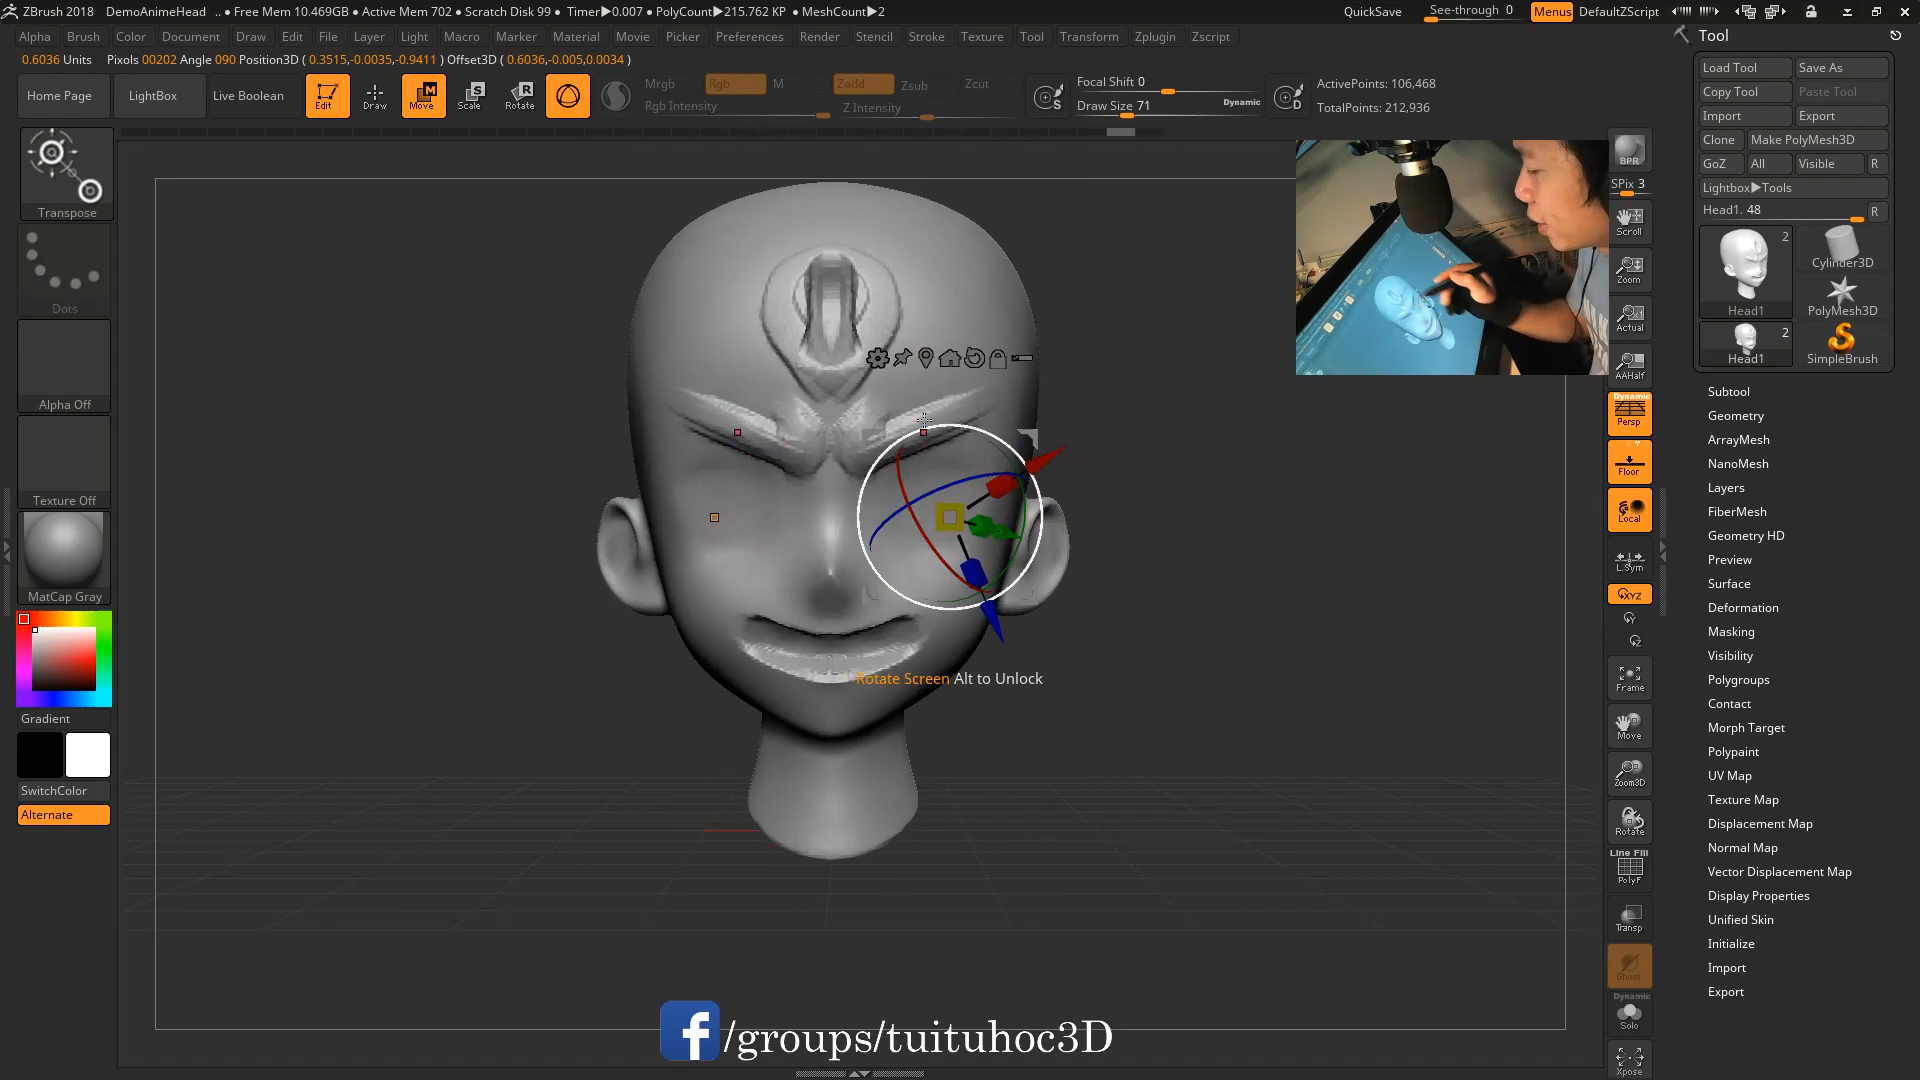 ZBrush 2018 DemoAnimeHead .. ● Free Mem 10.469GB ● Active Mem 702 ● Scratch Disk 99 ● Timer▶0.007 ● PolyCount▶215.762 KP ● MeshCount▶2 QuickSave See-through 0 Menus DefaultZScript
Alpha Brush Color Document Draw Edit File Layer Light Macro Marker Material Movie Picker Preferences Render Stencil Stroke Texture Tool Transform Zplugin Zscript
0.6036 Units Pixols 00202 Angle 090 Position3D ( 0.3515,-0.0035,-0.9411 ) Offset3D ( 0.6036,-0.005,0.0034 )
Home Page LightBox Live Boolean Edit Draw Move Scale Rotate
M S R
Mrgb Rgb M Zadd Zsub Zcut
Rgb Intensity Z Intensity
S Focal Shift 0 D
Draw Size 71 Dynamic
ActivePoints: 106,468
TotalPoints: 212,936
Transpose
Dots
Alpha Off
Texture Off
MatCap Gray
Gradient
SwitchColor
Alternate
Rotate Screen Alt to Unlock
/groups/tuituhoc3D
BPR
SPix 3
Scroll
Zoom
Actual
AAHalf
Dynamic
Persp
Floor
Local
L.Sym
XYZ
Y
Z
Frame
Move
Zoom3D
Rotate
Line Fill
PolyF
Transp
Ghost
Dynamic
Solo
Xpose
Tool
Load Tool Save As
Copy Tool Paste Tool
Import Export
Clone Make PolyMesh3D
GoZ All Visible R
Lightbox▶Tools
Head1. 48 R
2
Head1
Cylinder3D
PolyMesh3D
2
Head1
SimpleBrush
Subtool
Geometry
ArrayMesh
NanoMesh
Layers
FiberMesh
Geometry HD
Preview
Surface
Deformation
Masking
Visibility
Polygroups
Contact
Morph Target
Polypaint
UV Map
Texture Map
Displacement Map
Normal Map
Vector Displacement Map
Display Properties
Unified Skin
Initialize
Import
Export